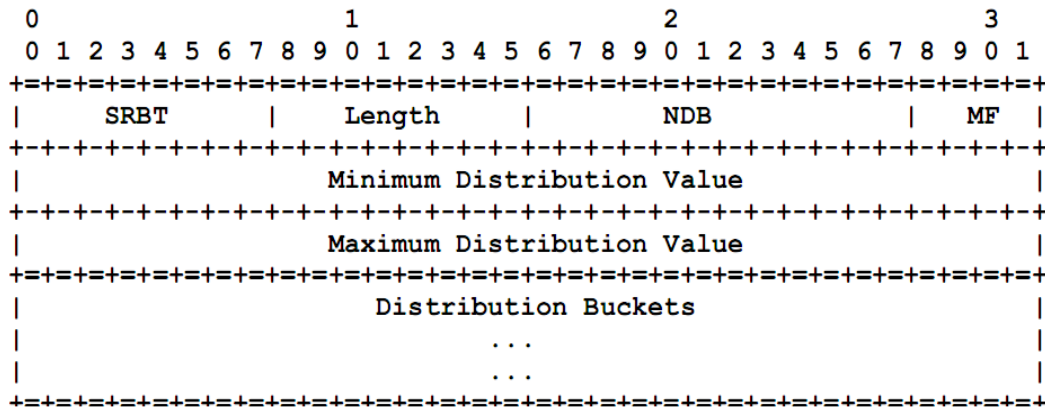 0                   1                   2                   3
 0 1 2 3 4 5 6 7 8 9 0 1 2 3 4 5 6 7 8 9 0 1 2 3 4 5 6 7 8 9 0 1
+=+=+=+=+=+=+=+=+=+=+=+=+=+=+=+=+=+=+=+=+=+=+=+=+=+=+=+=+=+=+=+=+
|     SRBT      |    Length     |        NDB            |   MF  |
+-+-+-+-+-+-+-+-+-+-+-+-+-+-+-+-+-+-+-+-+-+-+-+-+-+-+-+-+-+-+-+-+
|                   Minimum Distribution Value                  |
+-+-+-+-+-+-+-+-+-+-+-+-+-+-+-+-+-+-+-+-+-+-+-+-+-+-+-+-+-+-+-+-+
|                   Maximum Distribution Value                  |
+=+=+=+=+=+=+=+=+=+=+=+=+=+=+=+=+=+=+=+=+=+=+=+=+=+=+=+=+=+=+=+=+
|                      Distribution Buckets                     |
|                             ...                               |
|                             ...                               |
+=+=+=+=+=+=+=+=+=+=+=+=+=+=+=+=+=+=+=+=+=+=+=+=+=+=+=+=+=+=+=+=+